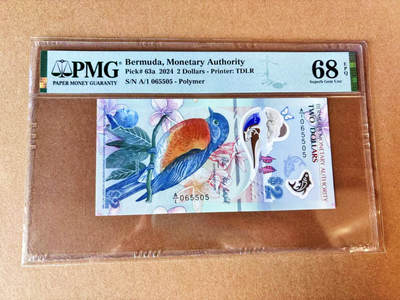 PMG
PAPER MONEY GUARANTY
Bermuda, Monetary Authority
Pick# 63a 2024 2 Dollars - Printer: TDLR
S/N A/1 065505 - Polymer
68 EPQ
Superb Gem Unc
BERMUDA MONETARY AUTHORITY
TWO DOLLARS
A/1 065505
A/1 065505
2